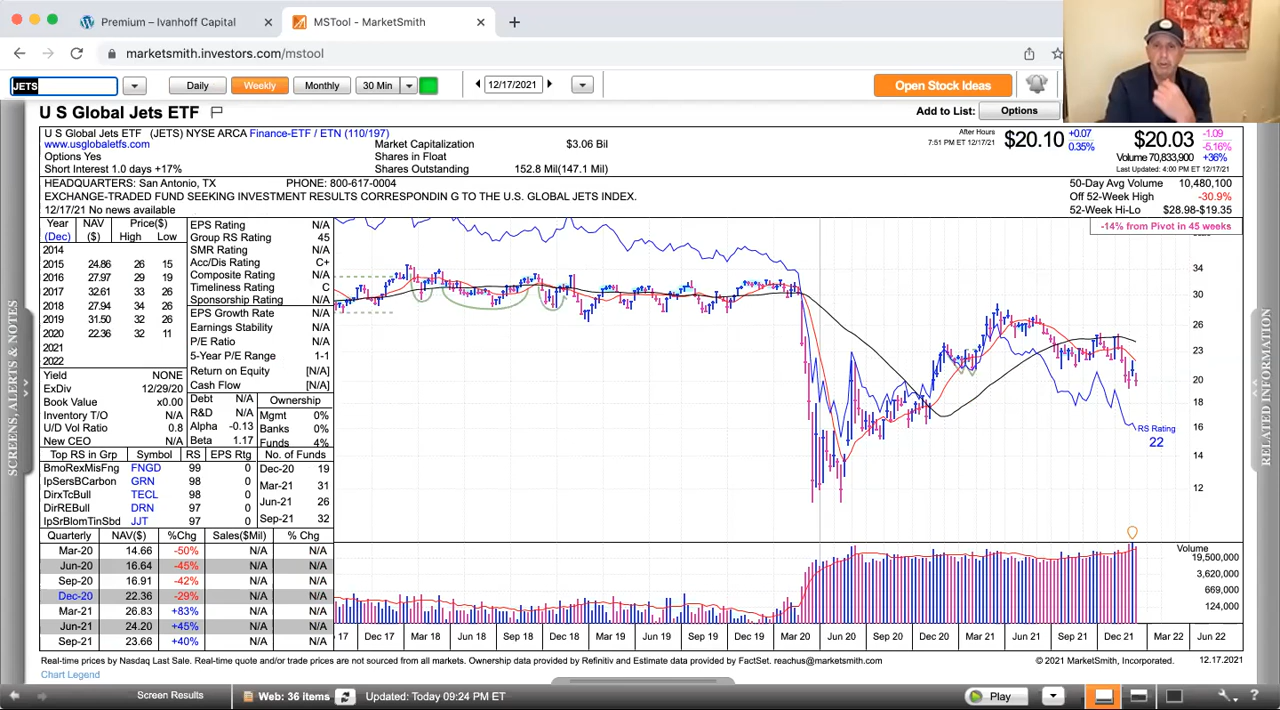 Premium – Ivanhoff Capital
MSTool - MarketSmith
marketsmith.investors.com/mstool
JETS
Daily
Weekly
Monthly
30 Min
12/17/2021
Open Stock Ideas
U S Global Jets ETF
Add to List:
Options
U S Global Jets ETF (JETS) NYSE ARCA Finance-ETF / ETN (110/197)
www.usglobaletfs.com
Options Yes
Short Interest 1.0 days +17%
Market Capitalization $3.06 Bil
Shares in Float
Shares Outstanding 152.8 Mil(147.1 Mil)
After Hours
7:51 PM ET 12/17/21
$20.10
+0.07
0.35%
$20.03
-1.09
-5.16%
Volume 70,833,900 +36%
Last Updated: 4:00 PM ET 12/17/21
HEADQUARTERS: San Antonio, TX PHONE: 800-617-0004
EXCHANGE-TRADED FUND SEEKING INVESTMENT RESULTS CORRESPONDIN G TO THE U.S. GLOBAL JETS INDEX.
12/17/21 No news available
50-Day Avg Volume 10,480,100
Off 52-Week High -30.9%
52-Week Hi-Lo $28.98-$19.35
-14% from Pivot in 45 weeks
Year NAV Price($)
(Dec) ($) High Low
2014
2015 24.86 26 15
2016 27.97 29 19
2017 32.61 33 26
2018 27.94 34 26
2019 31.50 32 26
2020 22.36 32 11
2021
2022
Yield NONE
ExDiv 12/29/20
Book Value x0.00
Inventory T/O N/A
U/D Vol Ratio 0.8
New CEO N/A
EPS Rating N/A
Group RS Rating 45
SMR Rating N/A
Acc/Dis Rating C+
Composite Rating N/A
Timeliness Rating C
Sponsorship Rating N/A
EPS Growth Rate N/A
Earnings Stability N/A
P/E Ratio N/A
5-Year P/E Range 1-1
Return on Equity [N/A]
Cash Flow [N/A]
Debt N/A
R&D N/A
Alpha -0.13
Beta 1.17
Ownership
Mgmt 0%
Banks 0%
Funds 4%
Top RS in Grp Symbol RS EPS Rtg
BmoRexMisFng FNGD 99 0
IpSersBCarbon GRN 98 0
DirxTcBull TECL 98 0
DirREBull DRN 97 0
IpSrBlomTinSbd JJT 97 0
No. of Funds
Dec-20 19
Mar-21 31
Jun-21 26
Sep-21 32
Quarterly NAV($) %Chg Sales($Mil) % Chg
Mar-20 14.66 -50% N/A N/A
Jun-20 16.64 -45% N/A N/A
Sep-20 16.91 -42% N/A N/A
Dec-20 22.36 -29% N/A N/A
Mar-21 26.83 +83% N/A N/A
Jun-21 24.20 +45% N/A N/A
Sep-21 23.66 +40% N/A N/A
34
30
26
23
20
18
16
14
12
RS Rating
22
Volume
19,500,000
3,620,000
669,000
124,000
17 Dec 17 Mar 18 Jun 18 Sep 18 Dec 18 Mar 19 Jun 19 Sep 19 Dec 19 Mar 20 Jun 20 Sep 20 Dec 20 Mar 21 Jun 21 Sep 21 Dec 21 Mar 22 Jun 22
SCREENS, ALERTS & NOTES
RELATED INFORMATION
Real-time prices by Nasdaq Last Sale. Real-time quote and/or trade prices are not sourced from all markets. Ownership data provided by Refinitiv and Estimate data provided by FactSet. reachus@marketsmith.com
© 2021 MarketSmith, Incorporated.
12.17.2021
Chart Legend
Screen Results
Web: 36 items
Updated: Today 09:24 PM ET
Play